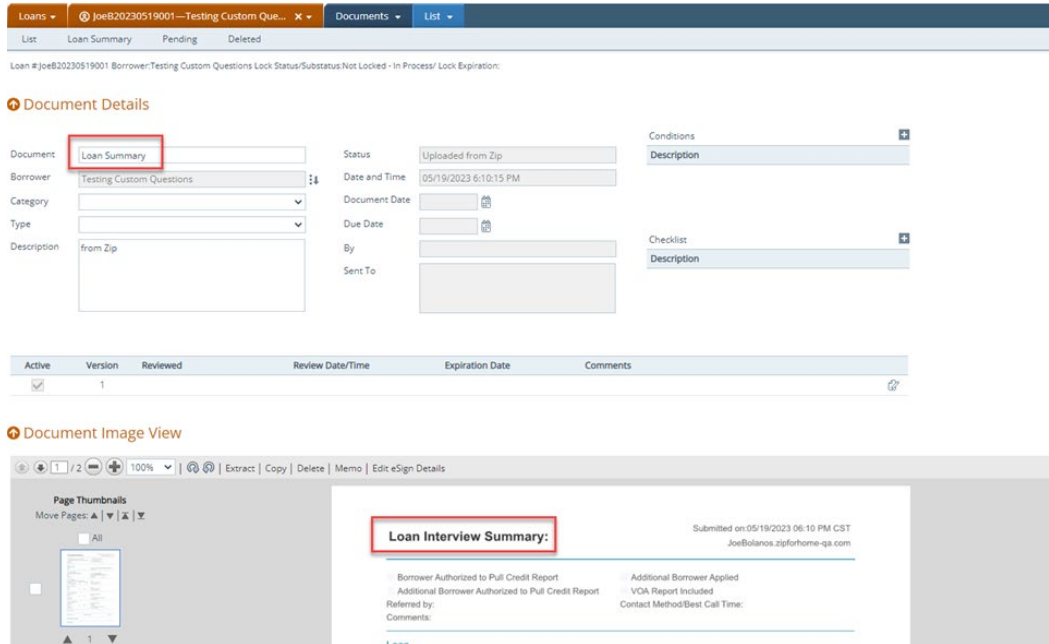 Loans JoeB20230519001—Testing Custom Que... X Documents List
List Loan Summary Pending Deleted
Loan #:JoeB20230519001 Borrower:Testing Custom Questions Lock Status/Substatus:Not Locked - In Process/ Lock Expiration:
Document Details
Conditions
Document Loan Summary Status Uploaded from Zip Description
Borrower Testing Custom Questions Date and Time 05/19/2023 6:10:15 PM
Category Document Date
Type Due Date
Description from Zip By Checklist
Sent To Description
Active Version Reviewed Review Date/Time Expiration Date Comments
1
Document Image View
1 / 2 100% | Extract | Copy | Delete | Memo | Edit eSign Details
Page Thumbnails
Move Pages:
All
1
Loan Interview Summary:
Submitted on:05/19/2023 06:10 PM CST
JoeBolanos.zipforhome-qa.com
Borrower Authorized to Pull Credit Report Additional Borrower Applied
Additional Borrower Authorized to Pull Credit Report VOA Report Included
Referred by: Contact Method/Best Call Time:
Comments:
Loan